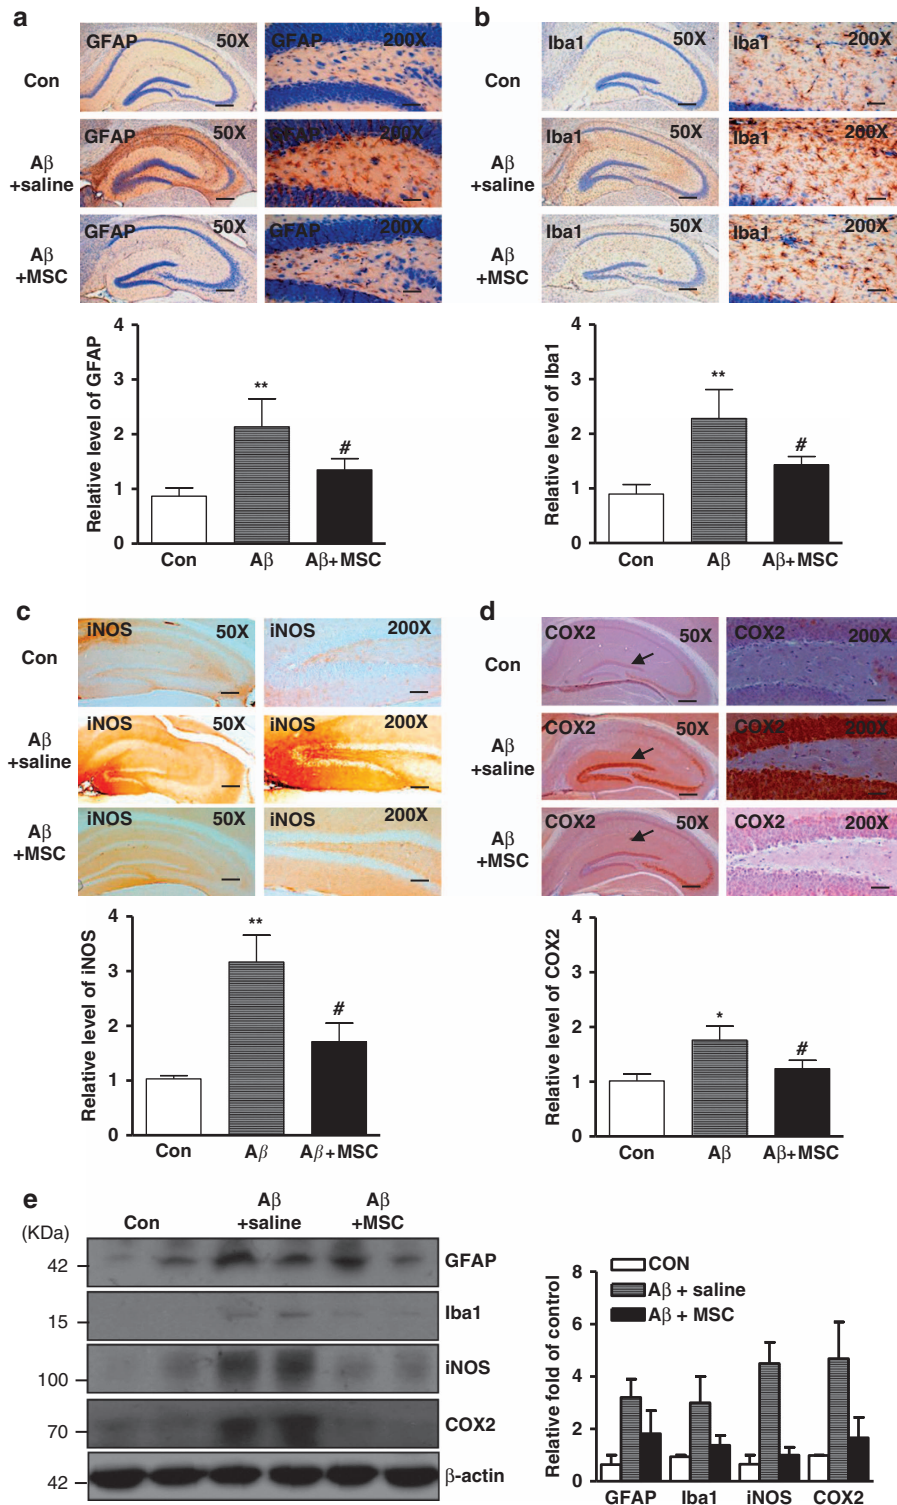 a
GFAP 50X GFAP 200X
Con
GFAP 50X GFAP 200X
Aβ
+saline
GFAP 50X GFAP 200X
Aβ
+MSC
4
3
2
1
0
Relative level of GFAP
**
#
Con Aβ Aβ+MSC
b
Iba1 50X Iba1 200X
Con
Iba1 50X Iba1 200X
Aβ
+saline
Iba1 50X Iba1 200X
Aβ
+MSC
4
3
2
1
0
Relative level of Iba1
**
#
Con Aβ Aβ+MSC
c
iNOS 50X iNOS 200X
Con
iNOS 50X iNOS 200X
Aβ
+saline
iNOS 50X iNOS 200X
Aβ
+MSC
4
3
2
1
0
Relative level of iNOS
**
#
Con Aβ Aβ+MSC
d
COX2 50X COX2 200X
Con
COX2 50X COX2 200X
Aβ
+saline
COX2 50X COX2 200X
Aβ
+MSC
4
3
2
1
0
Relative level of COX2
*
#
Con Aβ Aβ+MSC
e
(KDa)
Con
Aβ
+saline
Aβ
+MSC
42 GFAP
15 Iba1
100 iNOS
70 COX2
42 β-actin
CON
Aβ + saline
Aβ + MSC
8
6
4
2
0
Relative fold of control
GFAP Iba1 iNOS COX2